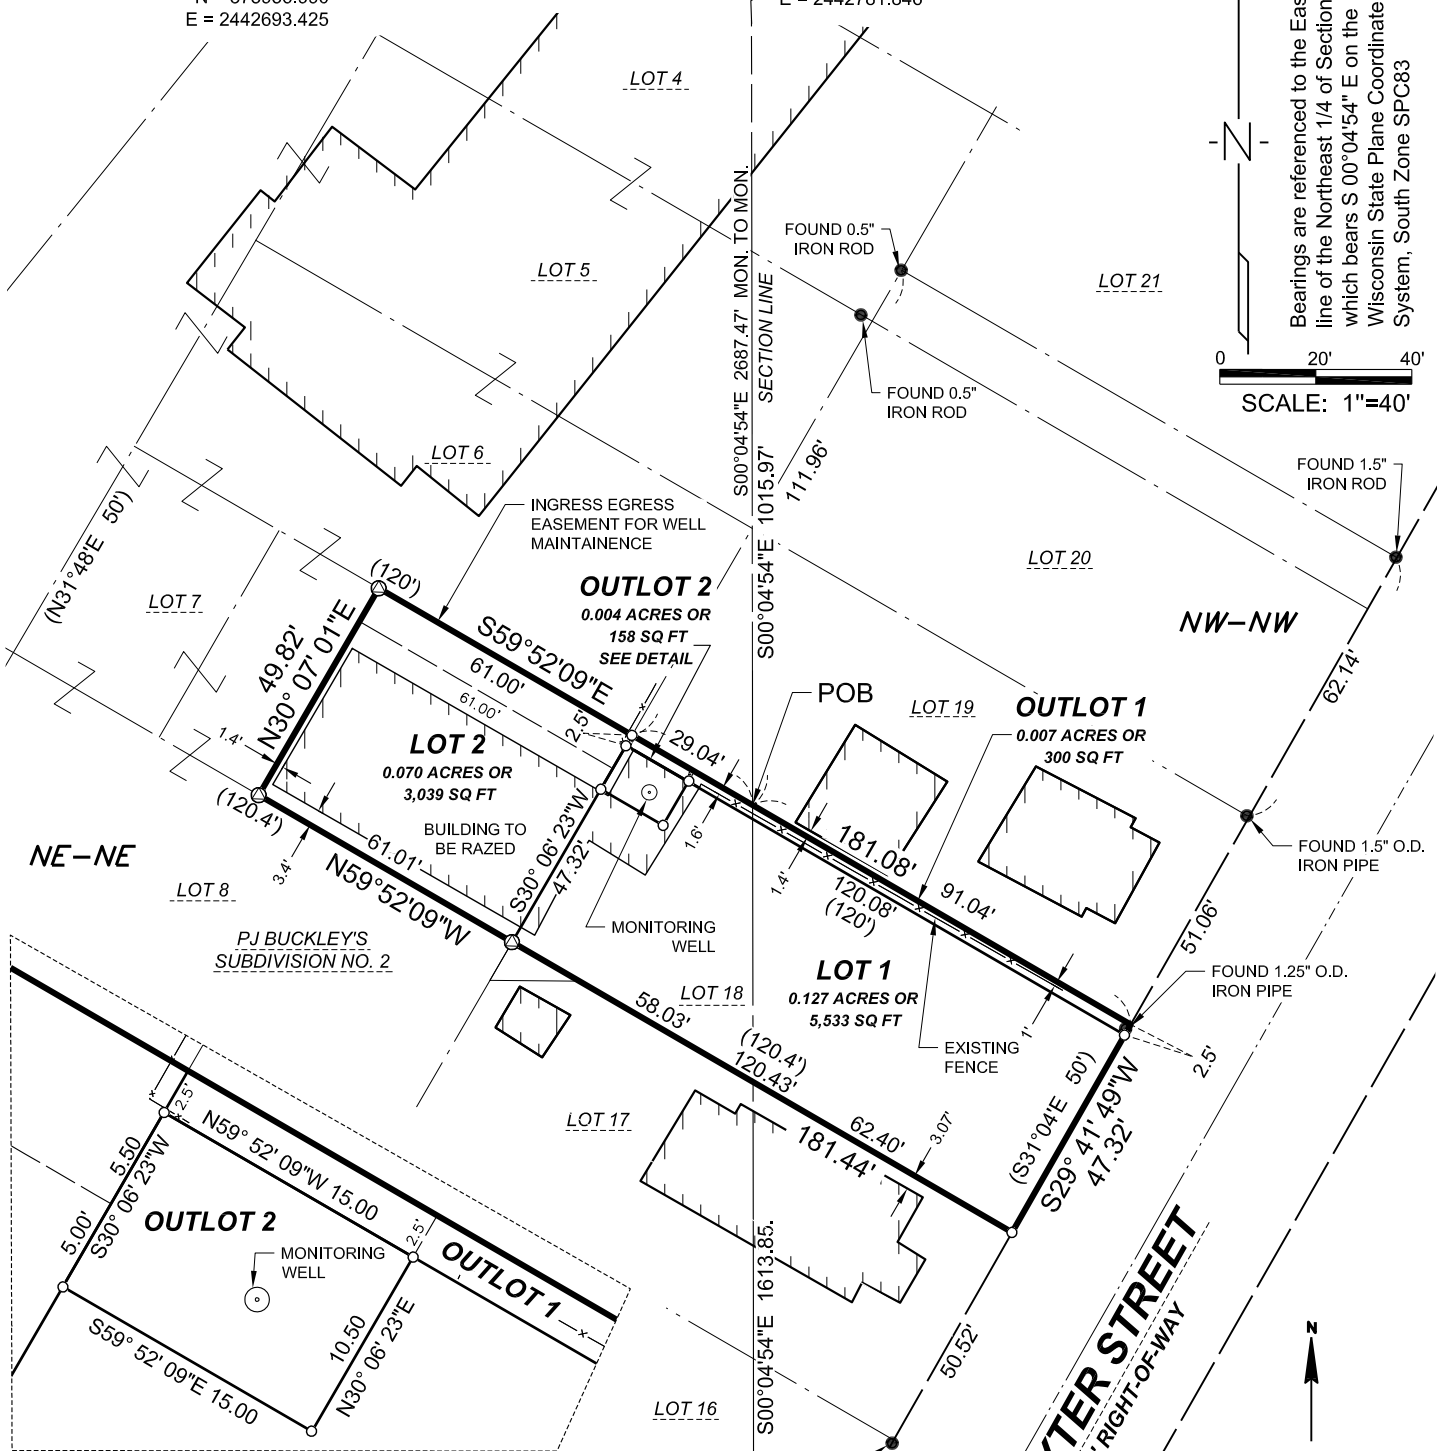 E = 2442693.425
LOT 4
LOT 5
LOT 6
LOT 7
LOT 8
LOT 21
LOT 20
LOT 19
LOT 18
LOT 17
LOT 16
FOUND 0.5"
IRON ROD
FOUND 0.5"
IRON ROD
Bearings are referenced to the Eas
line of the Northeast 1/4 of Section
which bears S 00°04'54" E on the
Wisconsin State Plane Coordinate
System, South Zone SPC83
N
0 20' 40'
SCALE: 1"=40'
FOUND 1.5"
IRON ROD
S00°04'54"E 2687.47' MON. TO MON.
SECTION LINE
S00°04'54"E 1015.97'
111.96'
INGRESS EGRESS
EASEMENT FOR WELL
MAINTAINENCE
(N31°48'E 50')
(120')
OUTLOT 2
0.004 ACRES OR
158 SQ FT
SEE DETAIL
NW-NW
62.14'
49.82'
N30° 07' 01"E
S59°52'09"E
61.00'
61.00'
2.5'
29.04'
POB
OUTLOT 1
0.007 ACRES OR
300 SQ FT
1.4'
LOT 2
0.070 ACRES OR
3,039 SQ FT
BUILDING TO
BE RAZED
(120.4')
61.01'
N59°52'09"W
3.4'
S30° 06' 23"W
47.32'
1.6'
1.4'
181.08'
120.08'
(120')
91.04'
FOUND 1.5" O.D.
IRON PIPE
NE-NE
PJ BUCKLEY'S
SUBDIVISION NO. 2
MONITORING
WELL
51.06'
FOUND 1.25" O.D.
IRON PIPE
LOT 1
0.127 ACRES OR
5,533 SQ FT
58.03'
(120.4')
120.43'
1'
EXISTING
FENCE
2.5'
(S31°04'E 50')
S29° 41' 49"W
47.32'
62.40'
181.44'
3.07'
2.5'
N59° 52' 09"W 15.00
5.50
5.00'
S30° 06' 23"W
OUTLOT 2
MONITORING
WELL
2.5'
OUTLOT 1
10.50
N30° 06' 23"E
S59° 52' 09"E 15.00
S00°04'54"E 1613.85.
50.52'
YTER STREET
RIGHT-OF-WAY
N